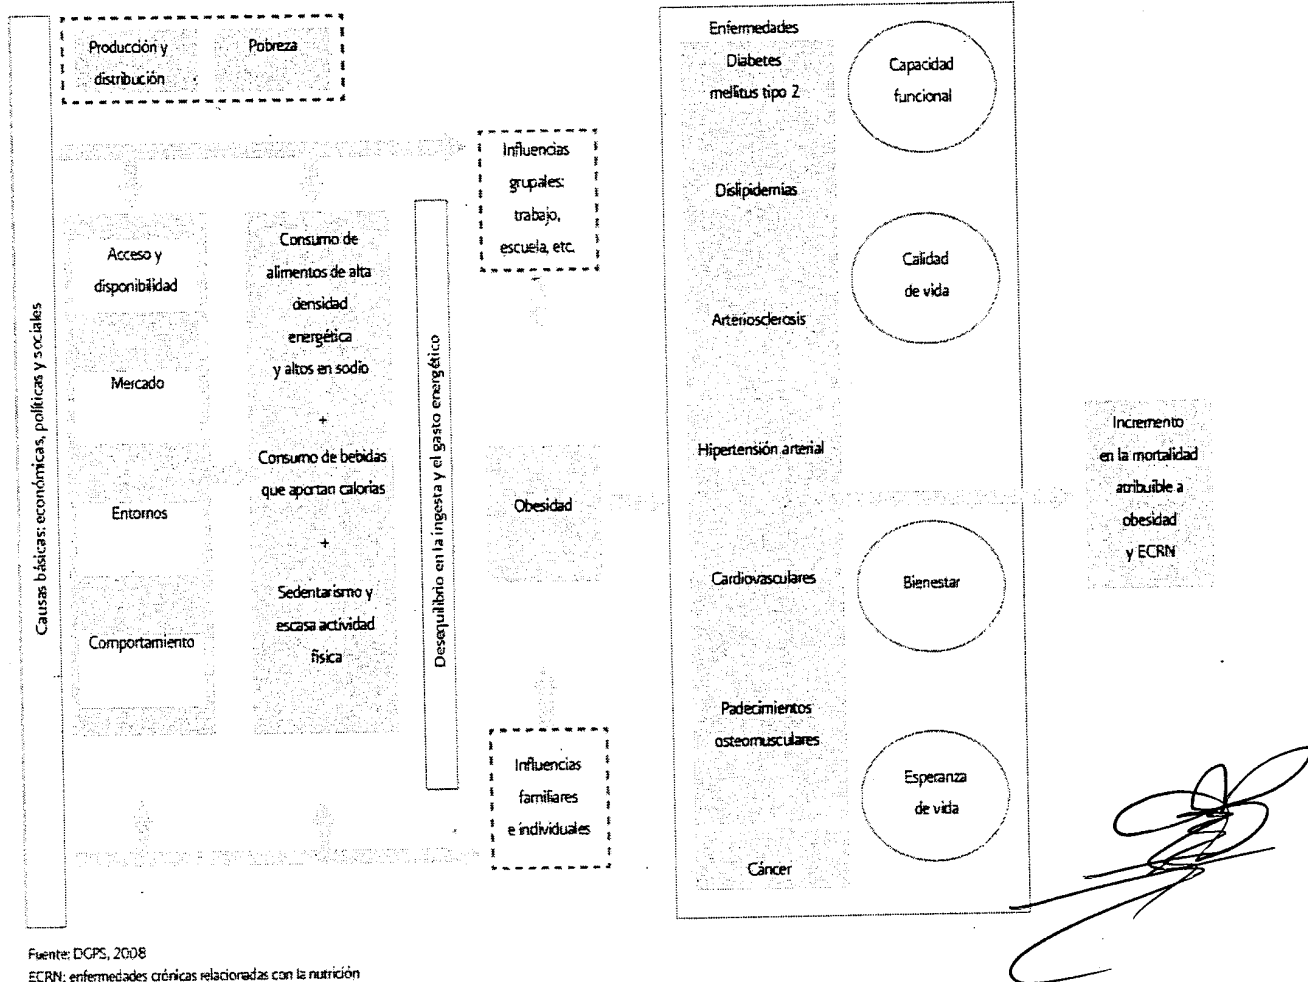 Causas básicas: económicas, políticas y sociales
Producción y
distribución
Pobreza
Acceso y
disponibilidad
Mercado
Entornos
Comportamiento
Consumo de
alimentos de alta
densidad
energética
y altos en sodio
+
Consumo de bebidas
que aportan calorías
+
Sedentarismo y
escasa actividad
física
Desequilibrio en la ingesta y el gasto energético
Influencias
grupales:
trabajo,
escuela, etc.
Obesidad
Influencias
familiares
e individuales
Enfermedades
Diabetes
mellitus tipo 2
Dislipidemias
Arteriosclerosis
Hipertensión arterial
Cardiovasculares
Padecimientos
osteomusculares
Cáncer
Capacidad
funcional
Calidad
de vida
Bienestar
Esperanza
de vida
Incremento
en la mortalidad
atribuible a
obesidad
y ECRN
Fuente: DGPS, 2008
ECRN: enfermedades crónicas relacionadas con la nutrición